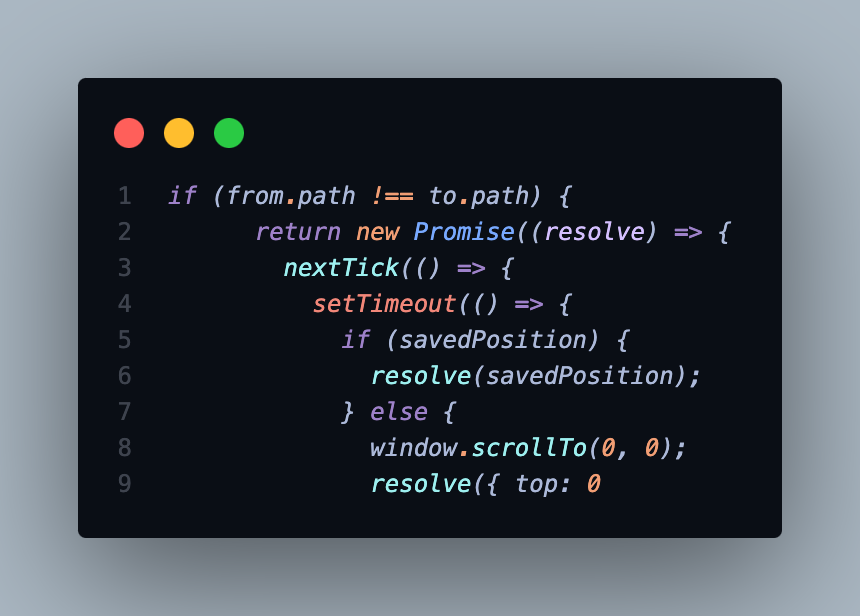 1 if (from.path !== to.path) {
2 return new Promise((resolve) => {
3 nextTick(() => {
4 setTimeout(() => {
5 if (savedPosition) {
6 resolve(savedPosition);
7 } else {
8 window.scrollTo(0, 0);
9 resolve({ top: 0